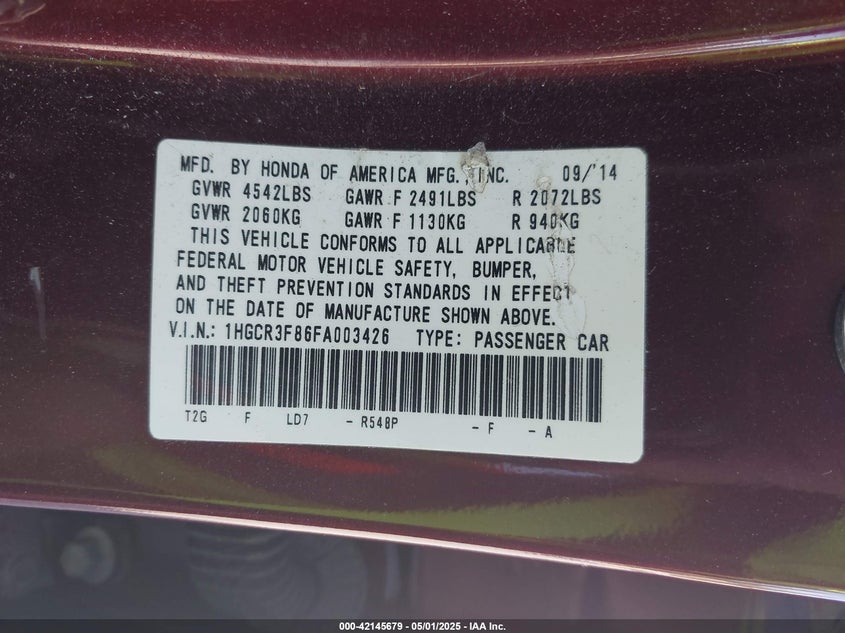 MFD. BY HONDA OF AMERICA MFG., INC. 09/'14
GVWR 4542LBS GAWR F 2491LBS R 2072LBS
GVWR 2060KG GAWR F 1130KG R 940KG
THIS VEHICLE CONFORMS TO ALL APPLICABLE
FEDERAL MOTOR VEHICLE SAFETY, BUMPER,
AND THEFT PREVENTION STANDARDS IN EFFECT
ON THE DATE OF MANUFACTURE SHOWN ABOVE.
V.I.N.: 1HGCR3F86FA003426 TYPE: PASSENGER CAR
T2G F LD7 - R548P - F - A
000-42145679 - 05/01/2025 - IAA Inc.